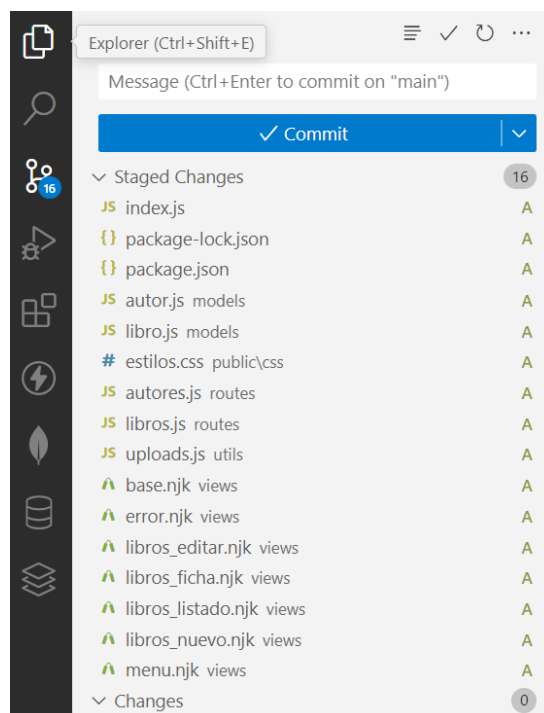 Explorer (Ctrl+Shift+E)
Message (Ctrl+Enter to commit on "main")
Commit
16
Staged Changes 16
JS index.js A
{} package-lock.json A
{} package.json A
JS autor.js models A
JS libro.js models A
# estilos.css public\css A
JS autores.js routes A
JS libros.js routes A
JS uploads.js utils A
base.njk views A
error.njk views A
libros_editar.njk views A
libros_ficha.njk views A
libros_listado.njk views A
libros_nuevo.njk views A
menu.njk views A
Changes 0